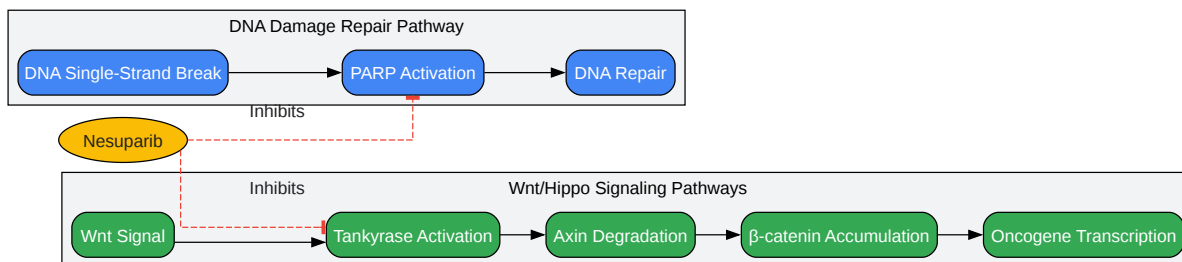 DNA Damage Repair Pathway
DNA Single-Strand Break
PARP Activation
DNA Repair
Inhibits
Nesuparib
Inhibits
Wnt/Hippo Signaling Pathways
Wnt Signal
Tankyrase Activation
Axin Degradation
β-catenin Accumulation
Oncogene Transcription